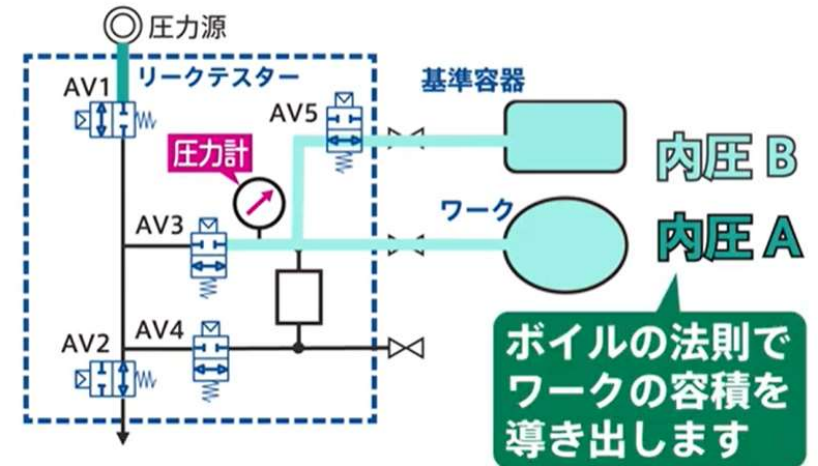 圧力源
リークテスター
AV1
AV5
基準容器
圧力計
内圧 B
AV3
ワーク
内圧 A
AV4
AV2
ボイルの法則で
ワークの容積を
導き出します